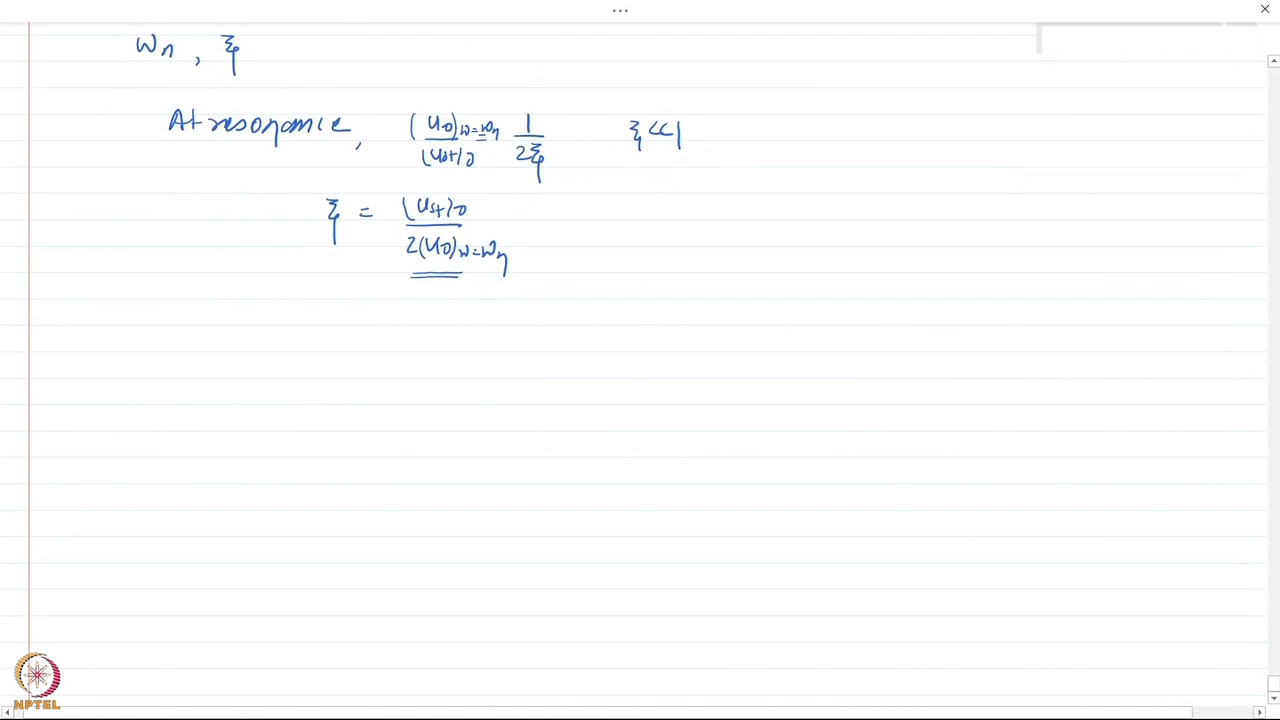 ωn , ξ
At resonance, (u0)ω=ωn / (ust)0 = 1 / 2ξ ξ << 1
ξ = (ust)0 / 2(u0)ω=ωn
NPTEL